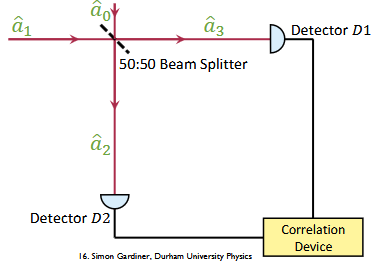 â₀
â₁
â₃
Detector D1
50:50 Beam Splitter
â₂
Detector D2
Correlation
Device
16. Simon Gardiner, Durham University Physics